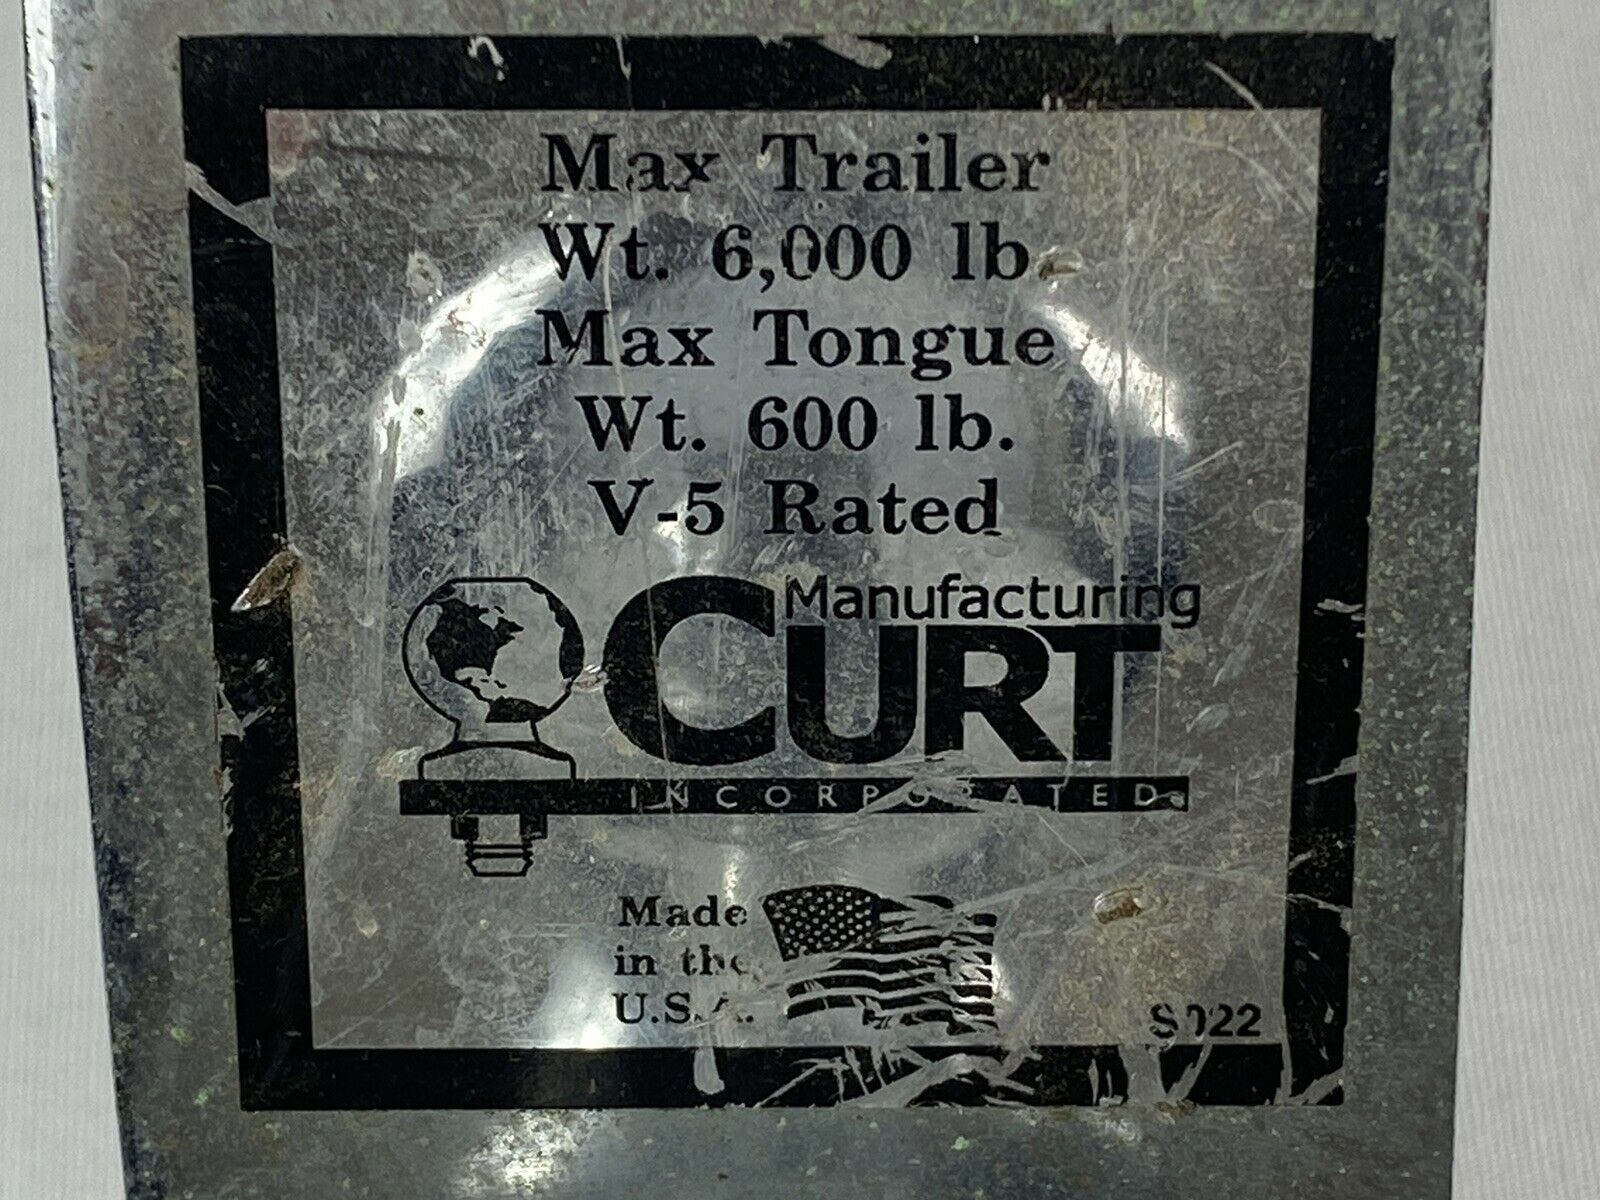 Max Trailer
Wt. 6,000 lb
Max Tongue
Wt. 600 lb.
V-5 Rated
Manufacturing
CURT
INCORPORATED
Made
in the
U.S.A.
S022